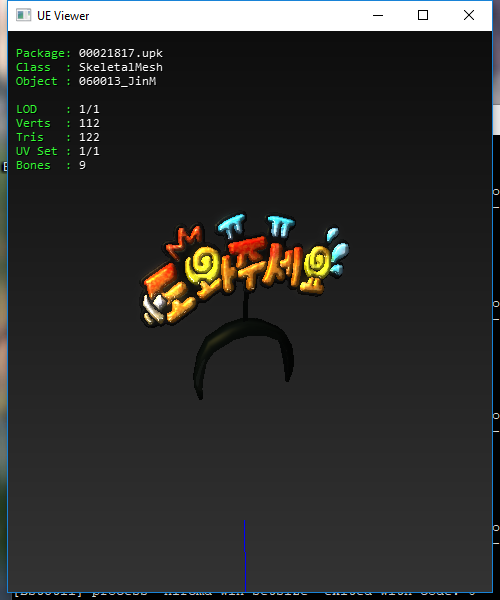 UE Viewer
Package: 00021817.upk
Class : SkeletalMesh
Object : 060013_JinM
LOD : 1/1
Verts : 112
Tris : 122
UV Set : 1/1
Bones : 9
ㅠㅠ
도와주세요